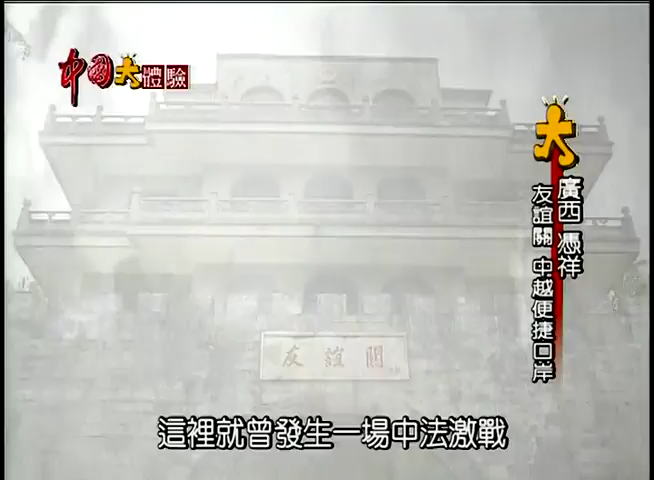 中國大體驗
大
廣西 憑祥
友誼關 中越便捷口岸
友誼關
這裡就曾發生一場中法激戰